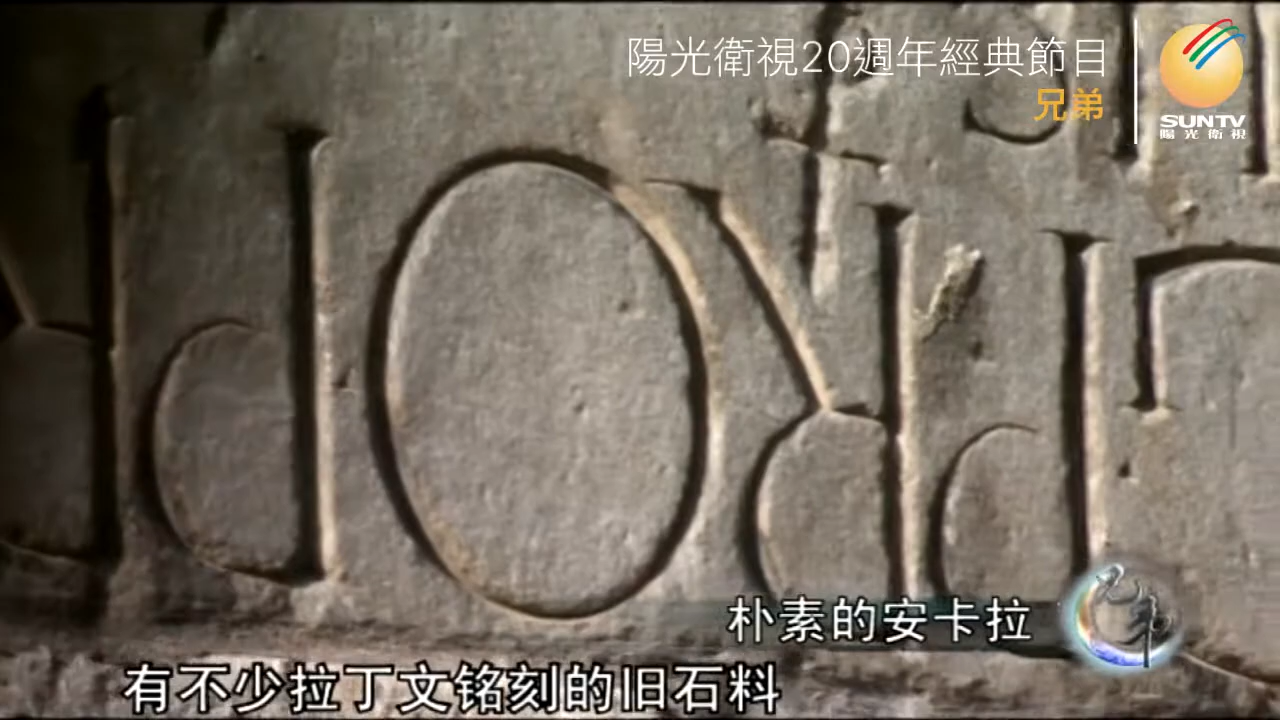 陽光衛視20週年經典節目
兄弟
SUNTV
陽光衛視
PROPR
朴素的安卡拉
有不少拉丁文铭刻的旧石料